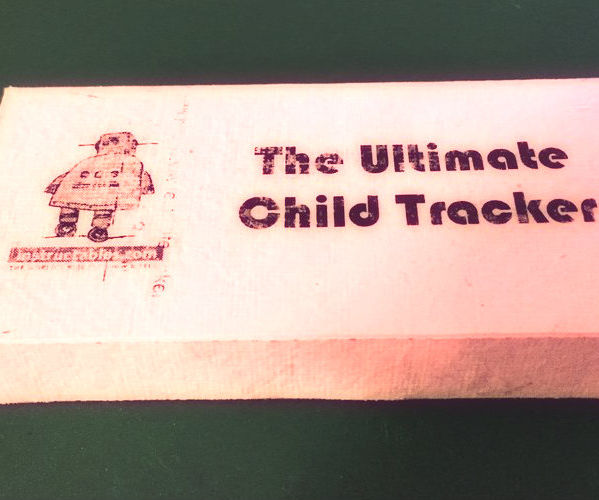 The Ultimate
Child Tracker
instructables.com